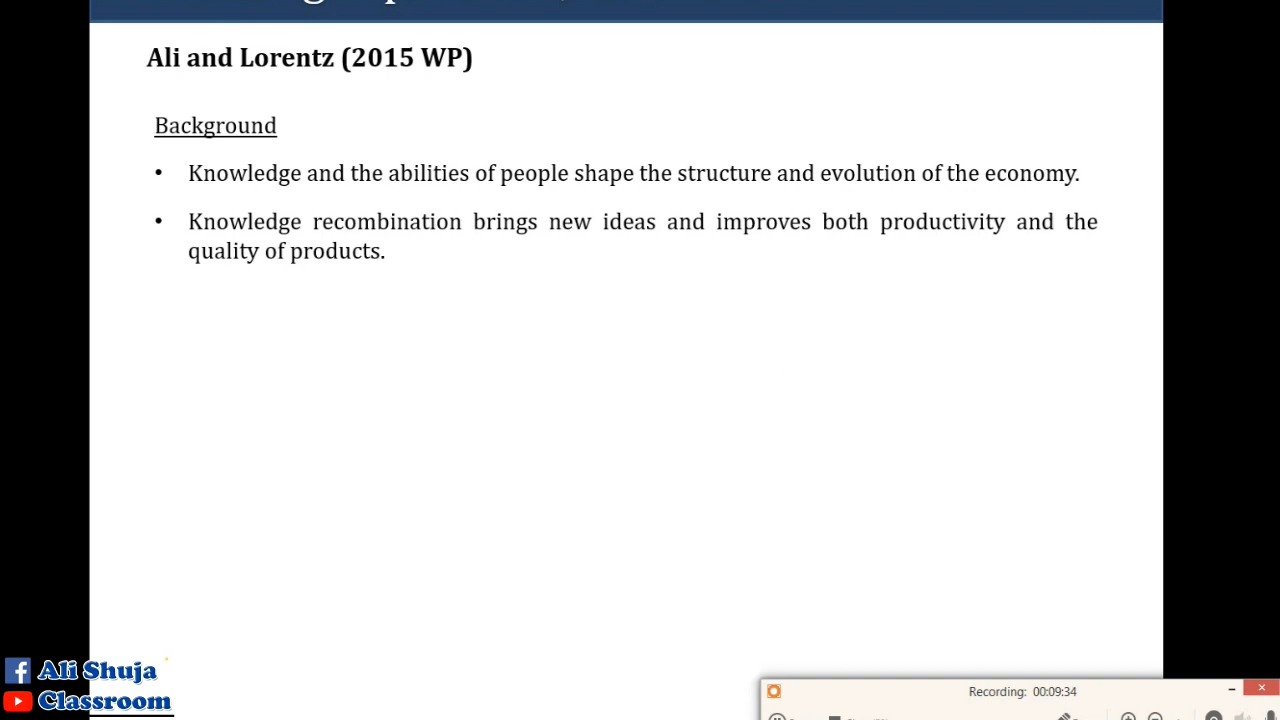 Ali and Lorentz (2015 WP)
Background
• Knowledge and the abilities of people shape the structure and evolution of the economy.
• Knowledge recombination brings new ideas and improves both productivity and the
quality of products.
Ali Shuja
Classroom
Recording: 00:09:34